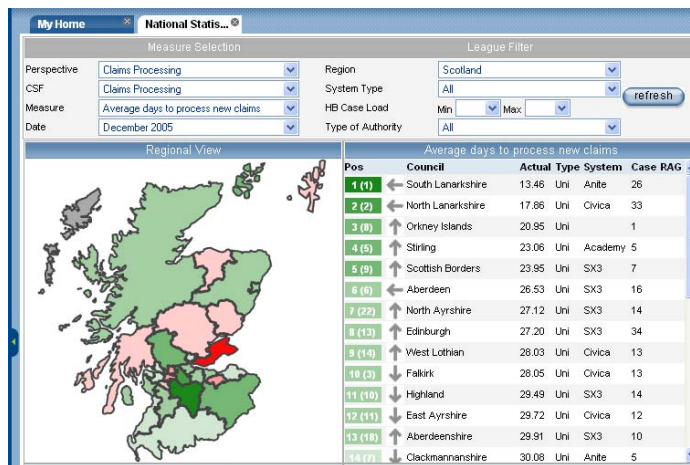 My Home National Statis...
Measure Selection League Filter
Perspective Claims Processing Region Scotland
CSF Claims Processing System Type All
refresh
Measure Average days to process new claims HB Case Load Min Max
Date December 2005 Type of Authority All
Regional View Average days to process new claims
Pos Council Actual Type System Case RAG
1 (1) South Lanarkshire 13.46 Uni Anite 26
2 (2) North Lanarkshire 17.86 Uni Civica 33
3 (8) Orkney Islands 20.95 Uni 1
4 (5) Stirling 23.06 Uni Academy 5
5 (9) Scottish Borders 23.95 Uni SX3 7
6 (6) Aberdeen 26.53 Uni SX3 16
7 (22) North Ayrshire 27.12 Uni SX3 14
8 (13) Edinburgh 27.20 Uni SX3 34
9 (14) West Lothian 28.03 Uni Civica 13
10 (3) Falkirk 28.05 Uni Civica 13
11 (10) Highland 29.49 Uni SX3 14
12 (11) East Ayrshire 29.72 Uni Civica 12
13 (18) Aberdeenshire 29.91 Uni SX3 10
14 (7) Clackmannanshire 30.08 Uni Anite 5